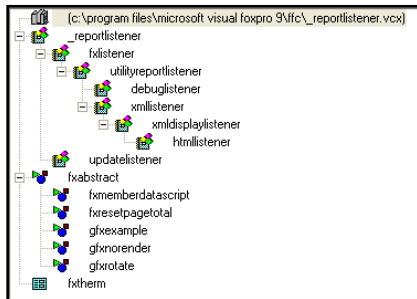 (c:\program files\microsoft visual foxpro 9\ffc\_reportlistener.vcx)
_reportlistener
fxlistener
utilityreportlistener
debuglistener
xmllistener
xmldisplaylistener
htmllistener
updatelistener
fxabstract
fxmemberdatascript
fxresetpagetotal
gfxexample
gfxnorender
gfxrotate
fxtherm